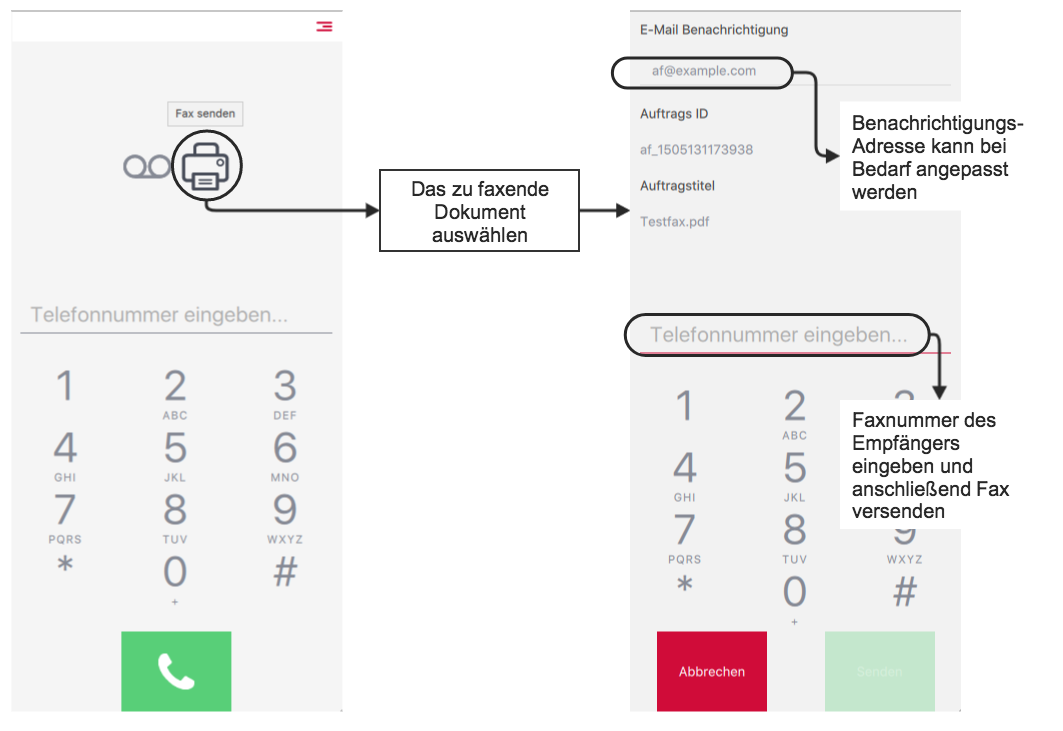 Fax senden
Telefonnummer eingeben...
1 2 3
ABC DEF
4 5 6
GHI JKL MNO
7 8 9
PQRS TUV WXYZ
* 0 #
+
Das zu faxende
Dokument
auswählen
E-Mail Benachrichtigung
af@example.com
Auftrags ID
af_1505131173938
Auftragstitel
Testfax.pdf
Benachrichtigungs-
Adresse kann bei
Bedarf angepasst
werden
Telefonnummer eingeben...
1 2
ABC
4 5
GHI JKL
7 8 9
PQRS TUV WXYZ
* 0 #
+
Faxnummer des
Empfängers
eingeben und
anschließend Fax
versenden
Abbrechen Senden